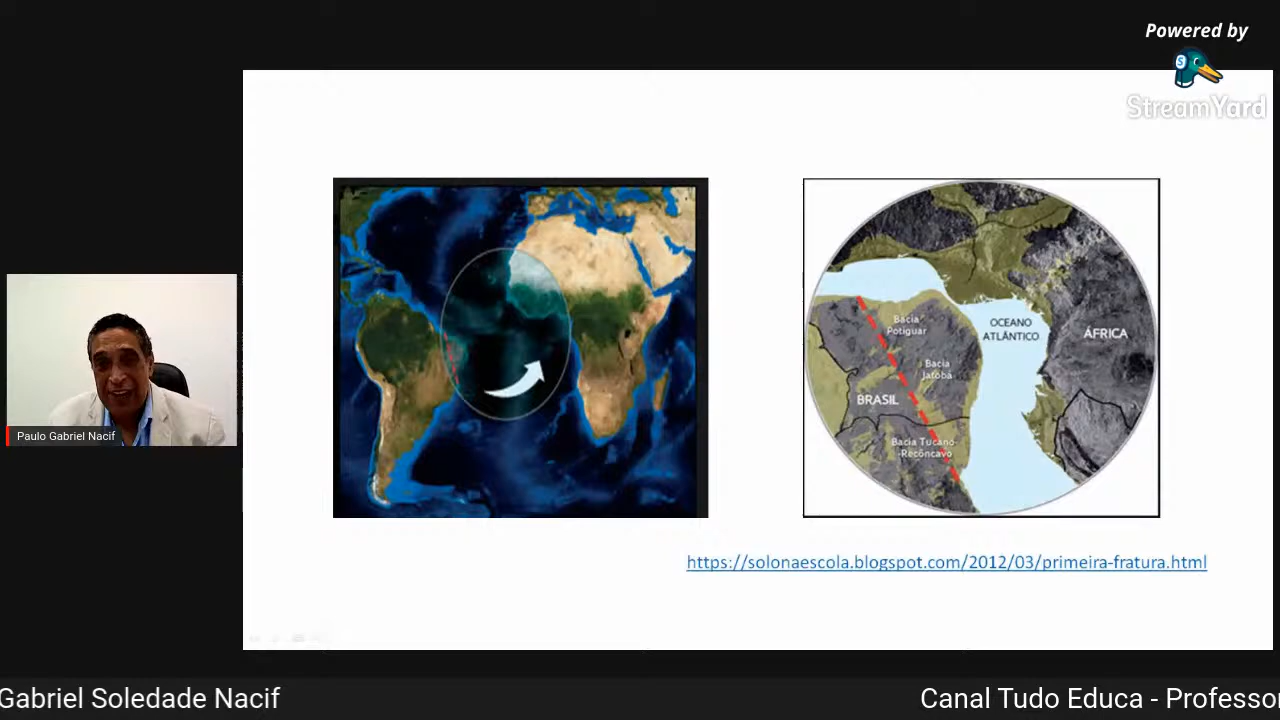 Powered by
StreamYard
Bacia
Potiguar
OCEANO
ATLÂNTICO
ÁFRICA
Bacia
Jatobá
BRASIL
Bacia Tucano
-Recôncavo
https://solonaescola.blogspot.com/2012/03/primeira-fratura.html
Paulo Gabriel Nacif
Gabriel Soledade Nacif
Canal Tudo Educa - Professor